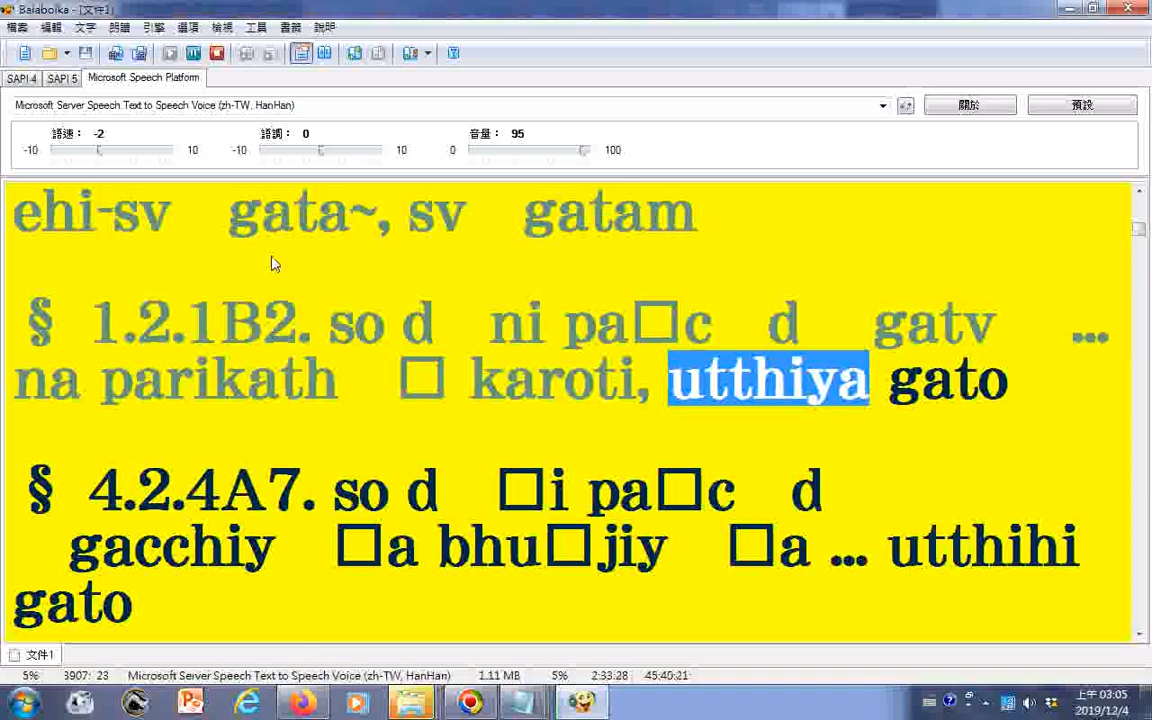 Balabolka - [文件1]
檔案 編輯 文字 朗讀 引擎 選項 檢視 工具 書籤 說明
SAPI 4 SAPI 5 Microsoft Speech Platform
Microsoft Server Speech Text to Speech Voice (zh-TW, HanHan) 關於 預設
語速： -2 語調： 0 音量： 95
-10 10 -10 10 0 100
ehi-sv gata~, sv gatam
§ 1.2.1B2. so d ni pa□c d gatv ...
na parikath □ karoti, utthiya gato
§ 4.2.4A7. so d □i pa□c d
gacchiy □a bhu□jiy □a ... utthihi
gato
文件1
5% 3907: 23 Microsoft Server Speech Text to Speech Voice (zh-TW, HanHan) 1.11 MB 5% 2:33:28 45:40:21
上午 03:05
2019/12/4